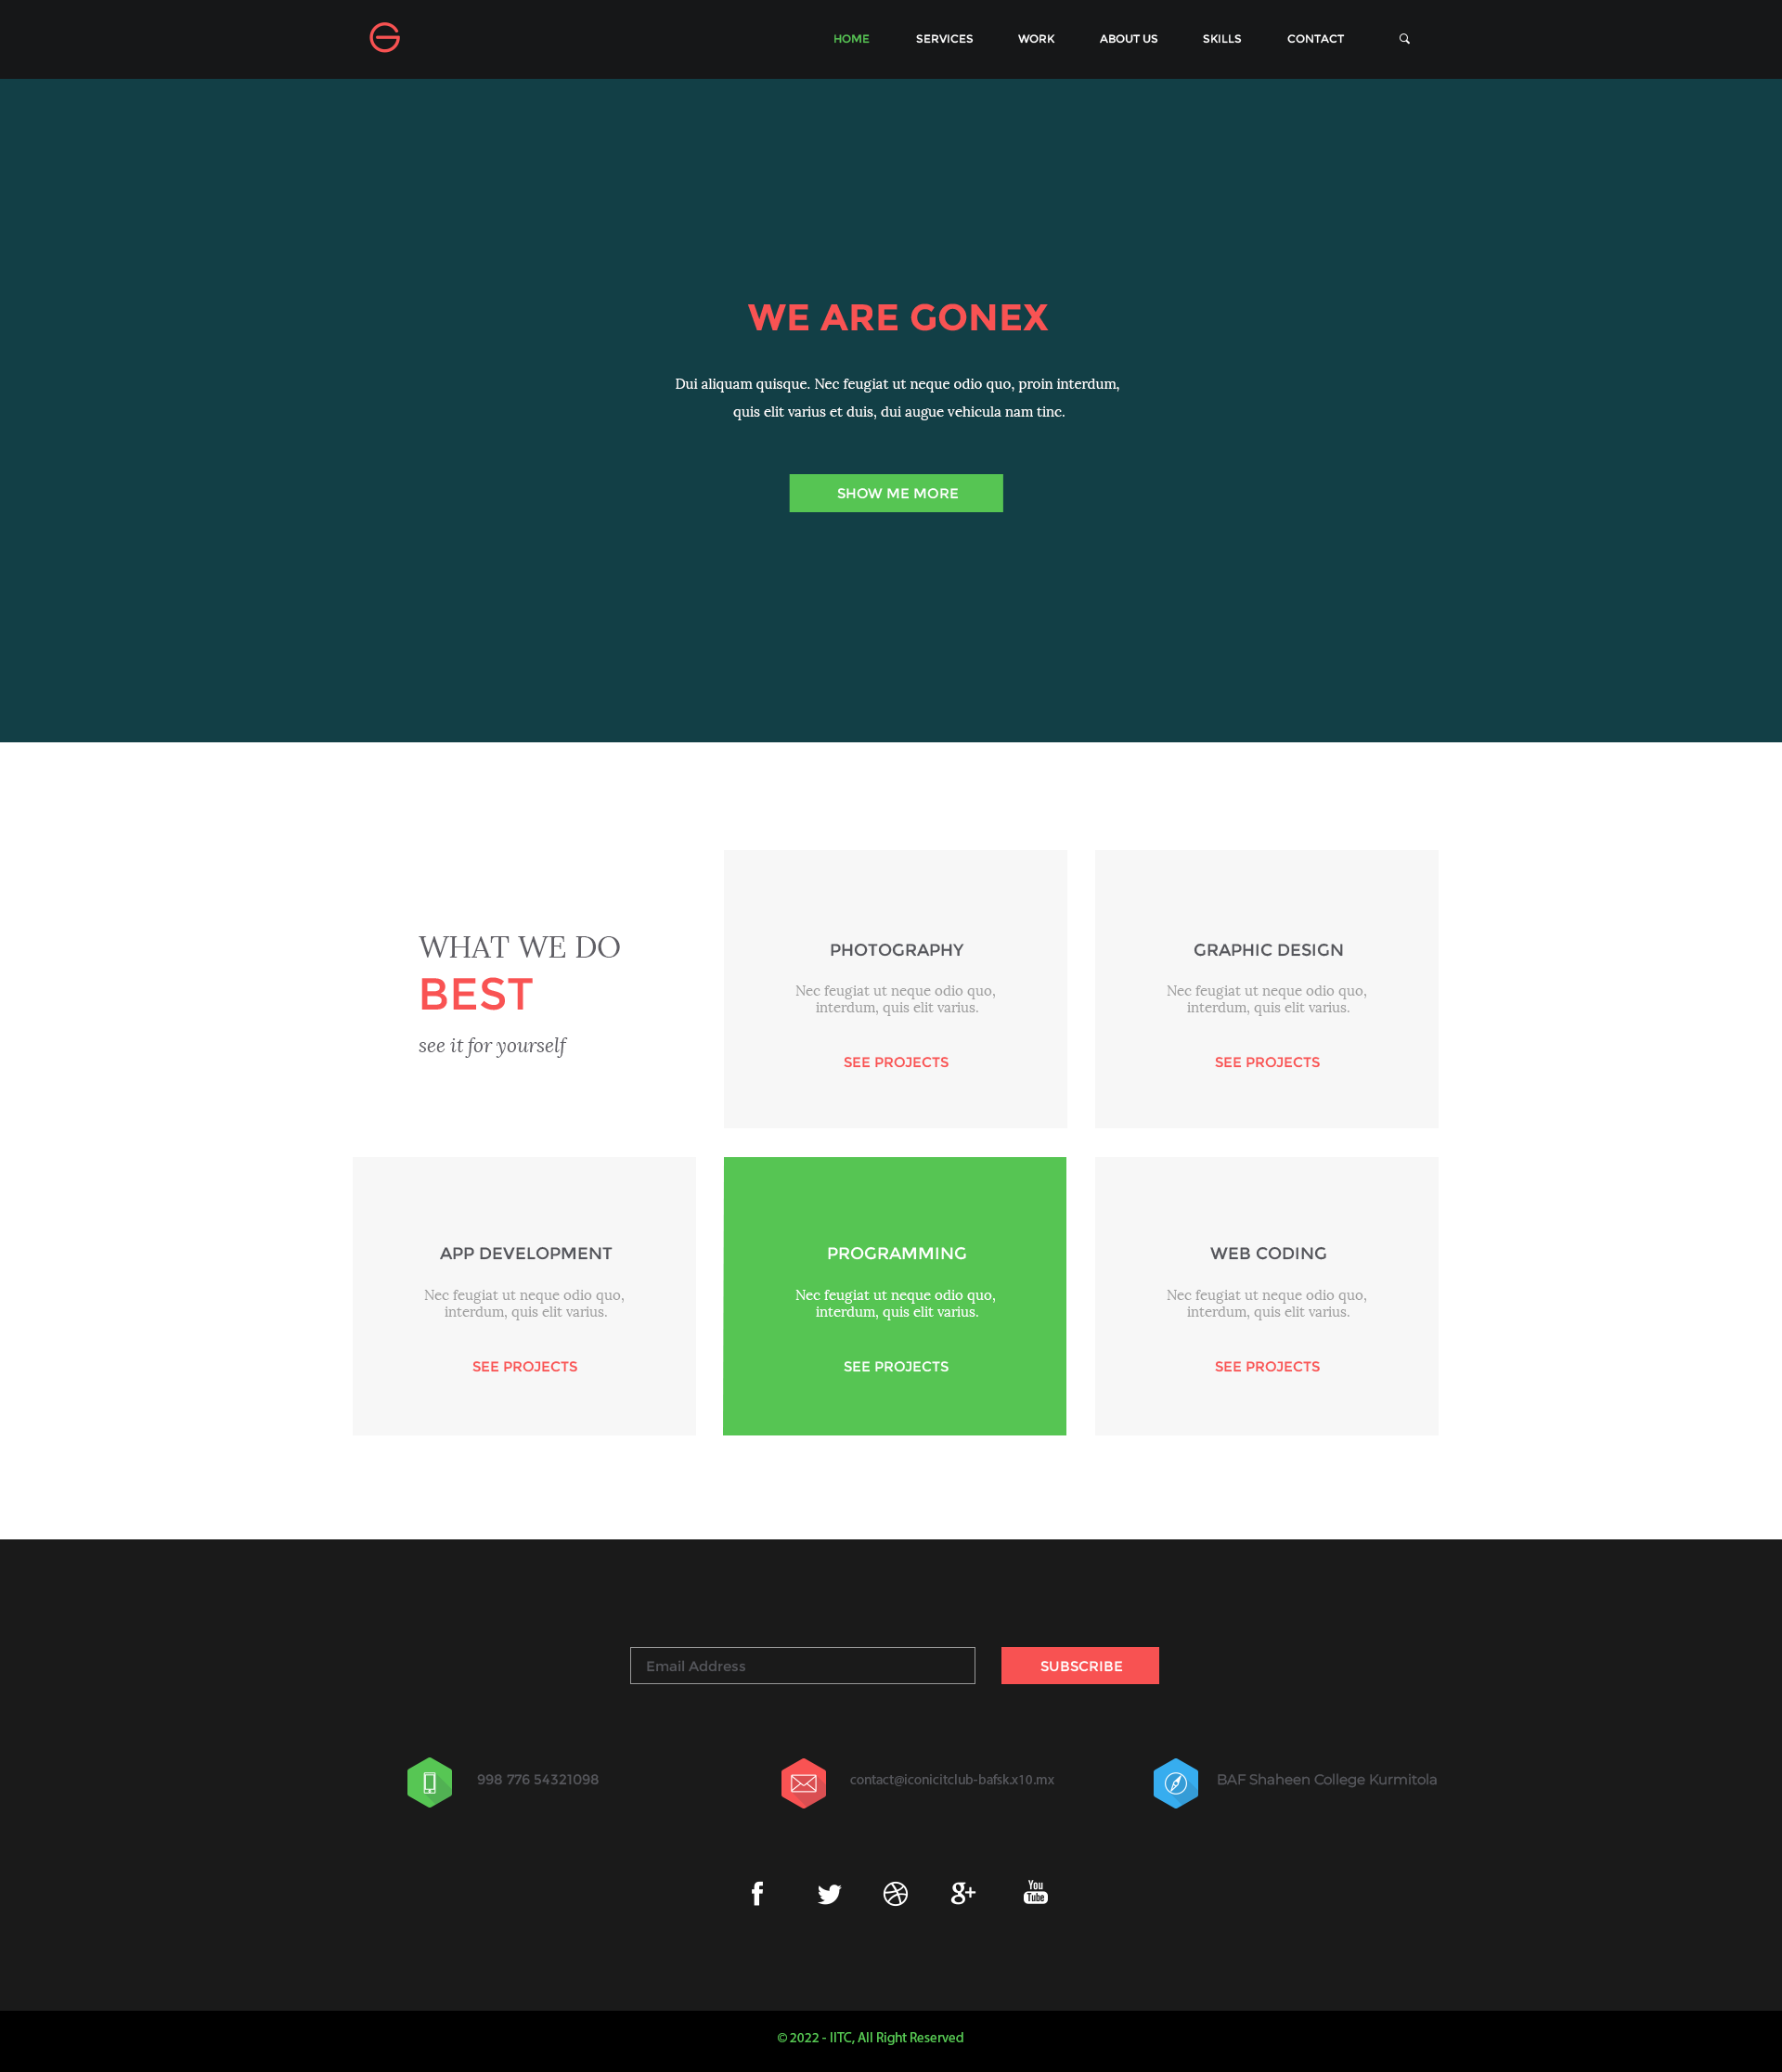 HOME SERVICES WORK ABOUT US SKILLS CONTACT
WE ARE GONEX
Dui aliquam quisque. Nec feugiat ut neque odio quo, proin interdum,
quis elit varius et duis, dui augue vehicula nam tinc.
SHOW ME MORE
WHAT WE DO
BEST
see it for yourself
PHOTOGRAPHY
Nec feugiat ut neque odio quo,
interdum, quis elit varius.
SEE PROJECTS
GRAPHIC DESIGN
Nec feugiat ut neque odio quo,
interdum, quis elit varius.
SEE PROJECTS
APP DEVELOPMENT
Nec feugiat ut neque odio quo,
interdum, quis elit varius.
SEE PROJECTS
PROGRAMMING
Nec feugiat ut neque odio quo,
interdum, quis elit varius.
SEE PROJECTS
WEB CODING
Nec feugiat ut neque odio quo,
interdum, quis elit varius.
SEE PROJECTS
Email Address
SUBSCRIBE
998 776 54321098
contact@iconicitclub-bafsk.x10.mx
BAF Shaheen College Kurmitola
You
Tube
© 2022 - IITC, All Right Reserved